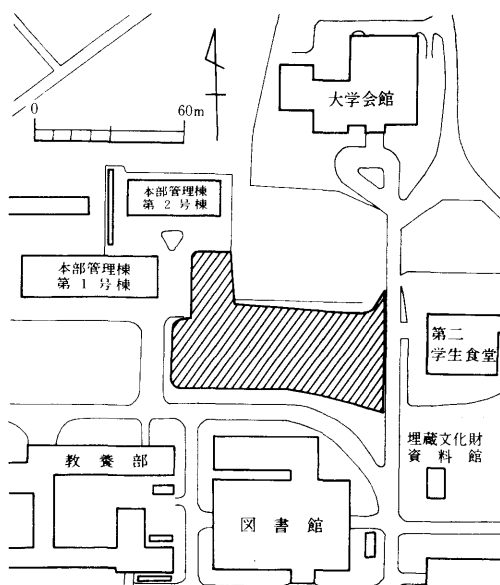 大学会館
0 60m
本部管理棟
第2号棟
本部管理棟
第1号棟
第二
学生食堂
埋蔵文化財
資料館
教養部
図書館